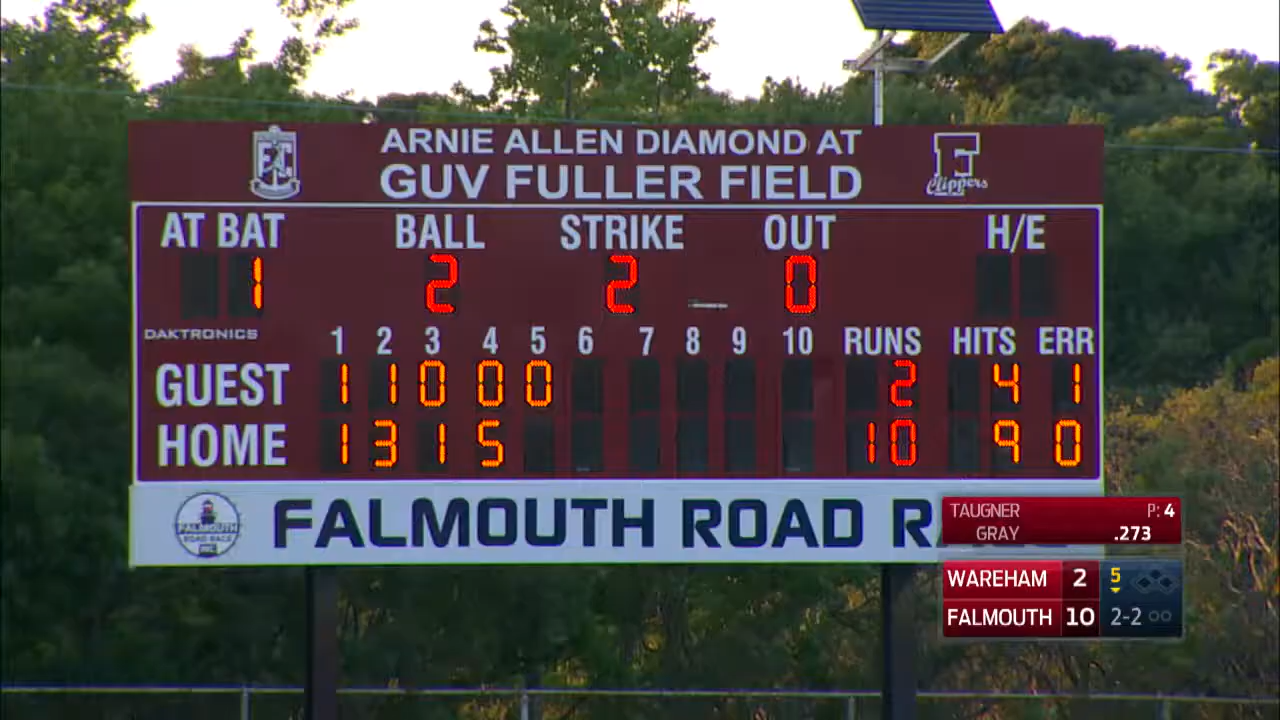 ARNIE ALLEN DIAMOND AT
GUV FULLER FIELD
F
Clippers
AT BAT BALL STRIKE OUT H/E
1 2 2 0
DAKTRONICS 1 2 3 4 5 6 7 8 9 10 RUNS HITS ERR
GUEST 1 1 0 0 0 2 4 1
HOME 1 3 1 5 10 9 0
FALMOUTH
ROAD RACE
FALMOUTH ROAD
TAUGNER P: 4
GRAY .273
WAREHAM 2 5
FALMOUTH 10 2-2